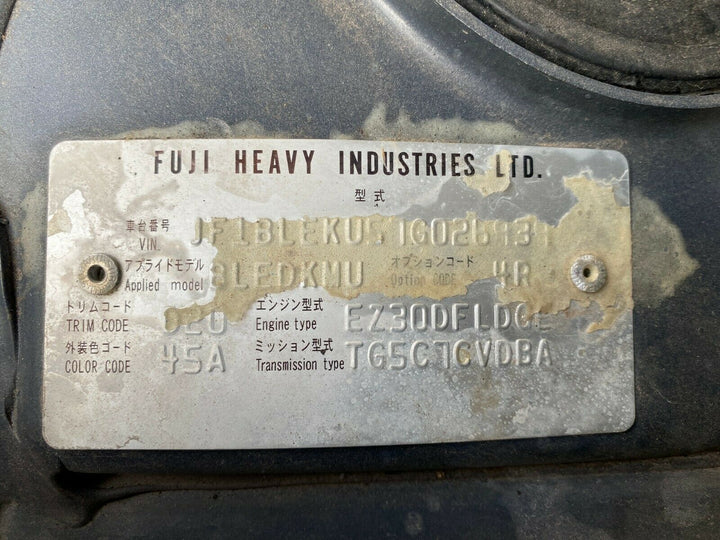 FUJI HEAVY INDUSTRIES LTD.
型式
車台番号
VIN.
アプライドモデル BLEDKMU オプションコード 4R
Applied model Option CODE
トリムコード エンジン型式
TRIM CODE Engine type
外装色コード 45A ミッション型式 TG5C7CVDBA
COLOR CODE Transmission type